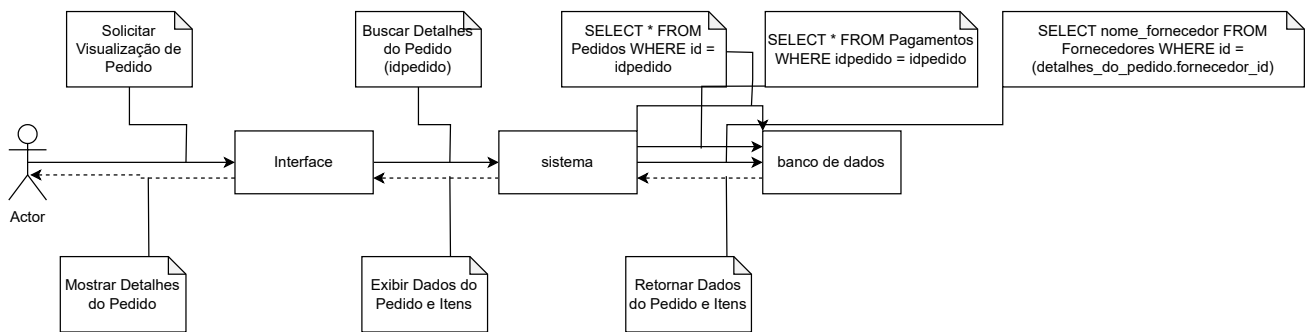 Solicitar
Visualização de
Pedido
Buscar Detalhes
do Pedido
(idpedido)
SELECT * FROM
Pedidos WHERE id =
idpedido
SELECT * FROM Pagamentos
WHERE idpedido = idpedido
SELECT nome_fornecedor FROM
Fornecedores WHERE id =
(detalhes_do_pedido.fornecedor_id)
Interface
sistema
banco de dados
Actor
Mostrar Detalhes
do Pedido
Exibir Dados do
Pedido e Itens
Retornar Dados
do Pedido e Itens